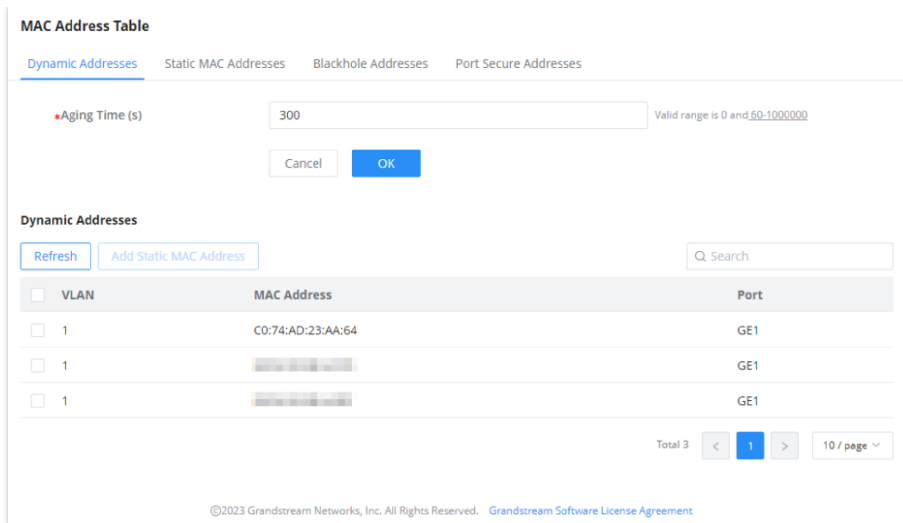 MAC Address Table
Dynamic Addresses Static MAC Addresses Blackhole Addresses Port Secure Addresses
*Aging Time (s) 300 Valid range is 0 and 60-1000000
Cancel OK
Dynamic Addresses
Refresh Add Static MAC Address Search
VLAN MAC Address Port
1 C0:74:AD:23:AA:64 GE1
1 GE1
1 GE1
Total 3 < 1 > 10 / page
©2023 Grandstream Networks, Inc. All Rights Reserved. Grandstream Software License Agreement